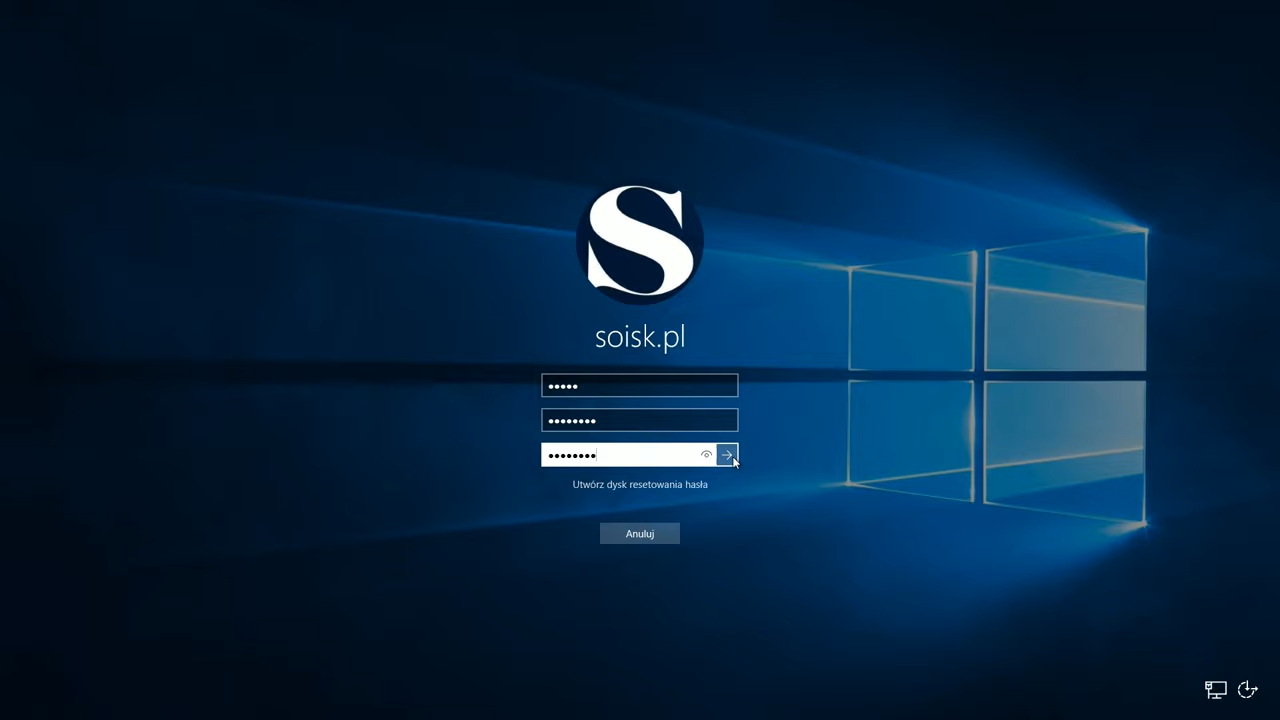 S
soisk.pl
•••••
••••••••
••••••••
Utwórz dysk resetowania hasła
Anuluj